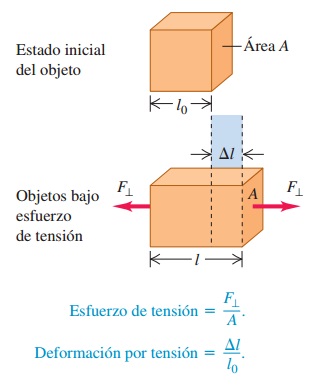 Estado inicial
del objeto
Área A
l₀
Δl
Objetos bajo
esfuerzo
de tensión
F⊥
A
F⊥
l
Esfuerzo de tensión = F⊥/A.
Deformación por tensión = Δl/l₀.